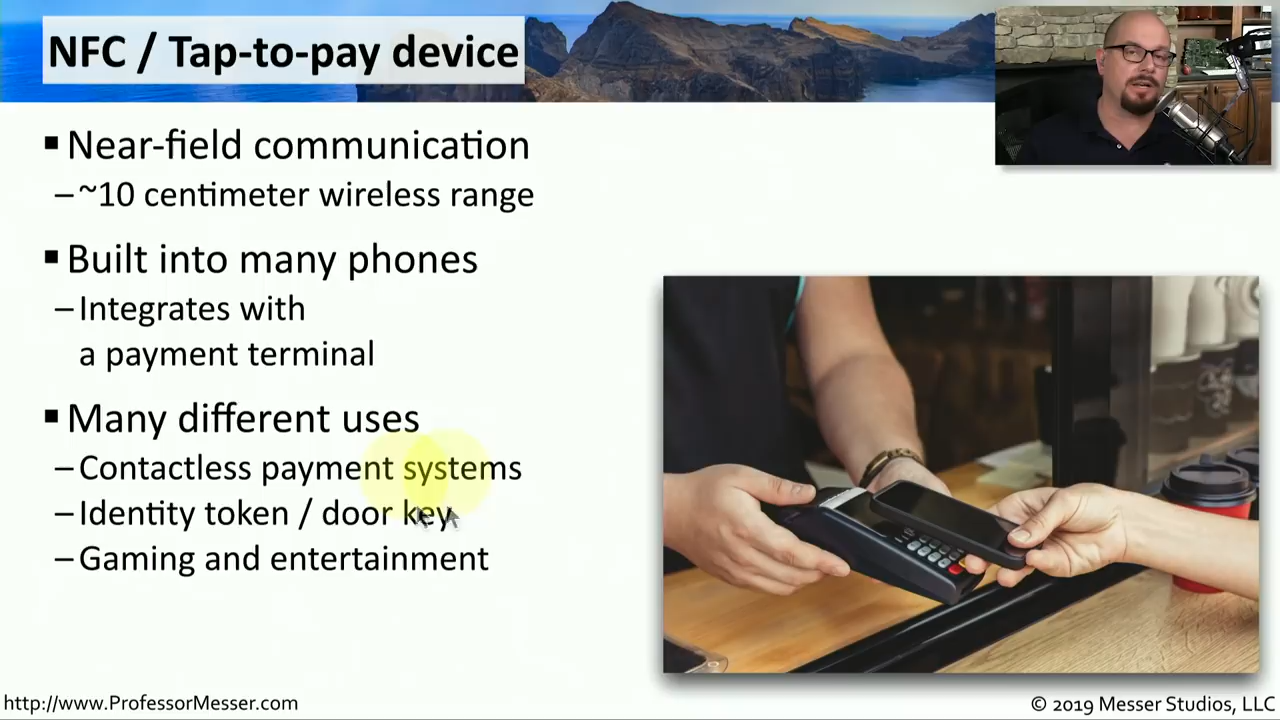 NFC / Tap-to-pay device
▪ Near-field communication
– ~10 centimeter wireless range
▪ Built into many phones
– Integrates with
a payment terminal
▪ Many different uses
– Contactless payment systems
– Identity token / door key
– Gaming and entertainment
http://www.ProfessorMesser.com
© 2019 Messer Studios, LLC